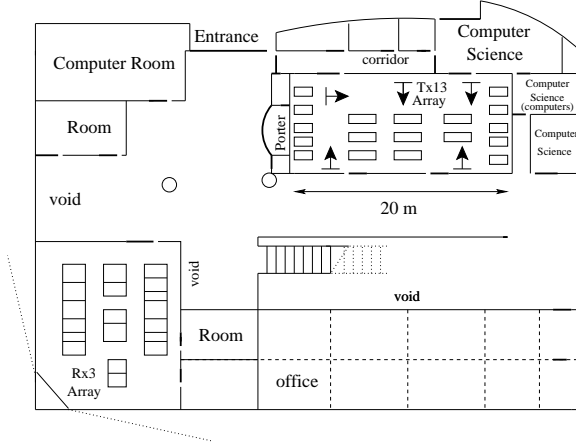 Entrance
Computer
Science
Computer Room
corridor
Tx13
Array
Computer
Science
(computers)
Room
Porter
Computer
Science
void
20 m
void
void
Room
Rx3
Array
office